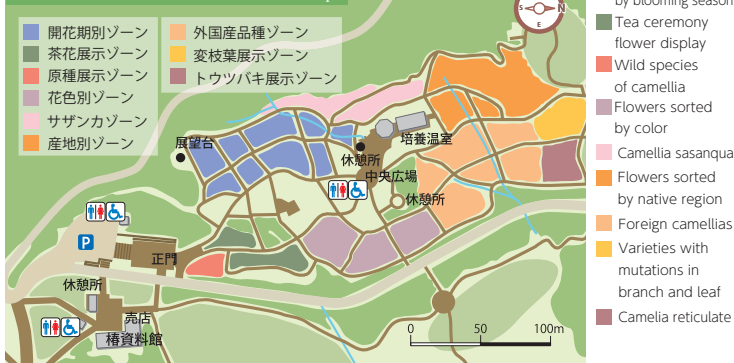 開花期別ゾーン
茶花展示ゾーン
原種展示ゾーン
花色別ゾーン
サザンカゾーン
産地別ゾーン
外国産品種ゾーン
変枝葉展示ゾーン
トウツバキ展示ゾーン
S
N
E
展望台
培養温室
休憩所
中央広場
休憩所
P
正門
休憩所
売店
椿資料館
0 50 100m
by blooming season
Tea ceremony
flower display
Wild species
of camellia
Flowers sorted
by color
Camellia sasanqua
Flowers sorted
by native region
Foreign camellias
Varieties with
mutations in
branch and leaf
Camelia reticulate